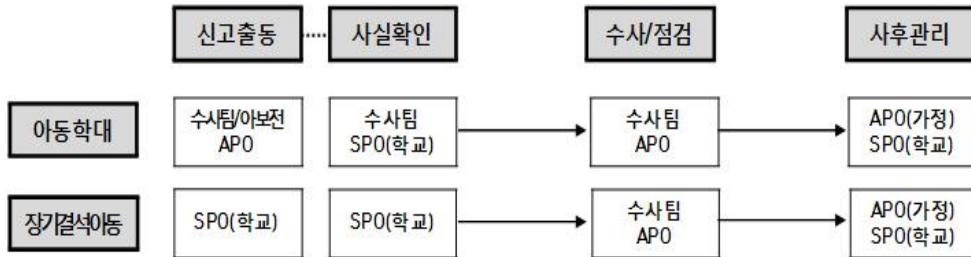 신고출동
사실확인
수사/점검
사후관리
아동학대
수사팀/아보전
APO
수사팀
SPO(학교)
수사팀
APO
APO(가정)
SPO(학교)
장기결석아동
SPO(학교)
SPO(학교)
수사팀
APO
APO(가정)
SPO(학교)